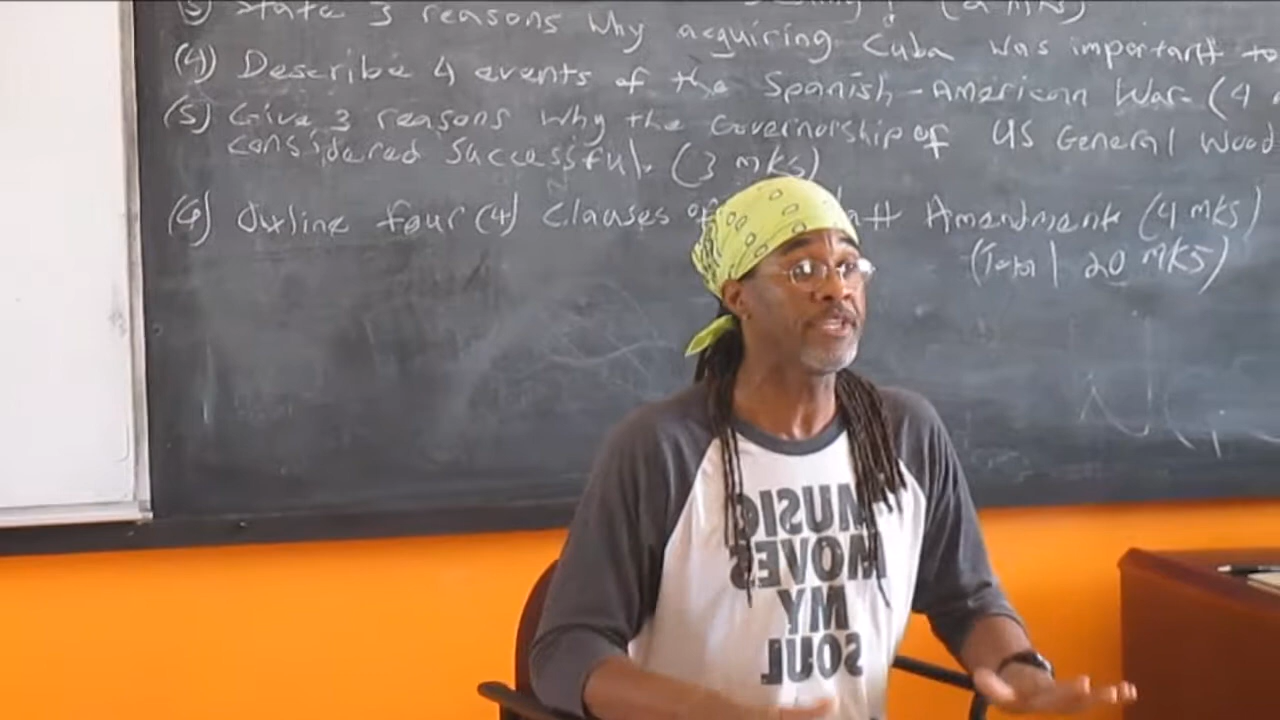 (3) State 3 reasons why acquiring Cuba was important to
(4) Describe 4 events of the Spanish-American War (4
(5) Give 3 reasons why the Governorship of US General Wood
considered successful. (3 mks)
(6) Outline four (4) Clauses of Amendment (4 mks)
(Total 20 mks)
MUSIC
MOVES
MY
SOUL